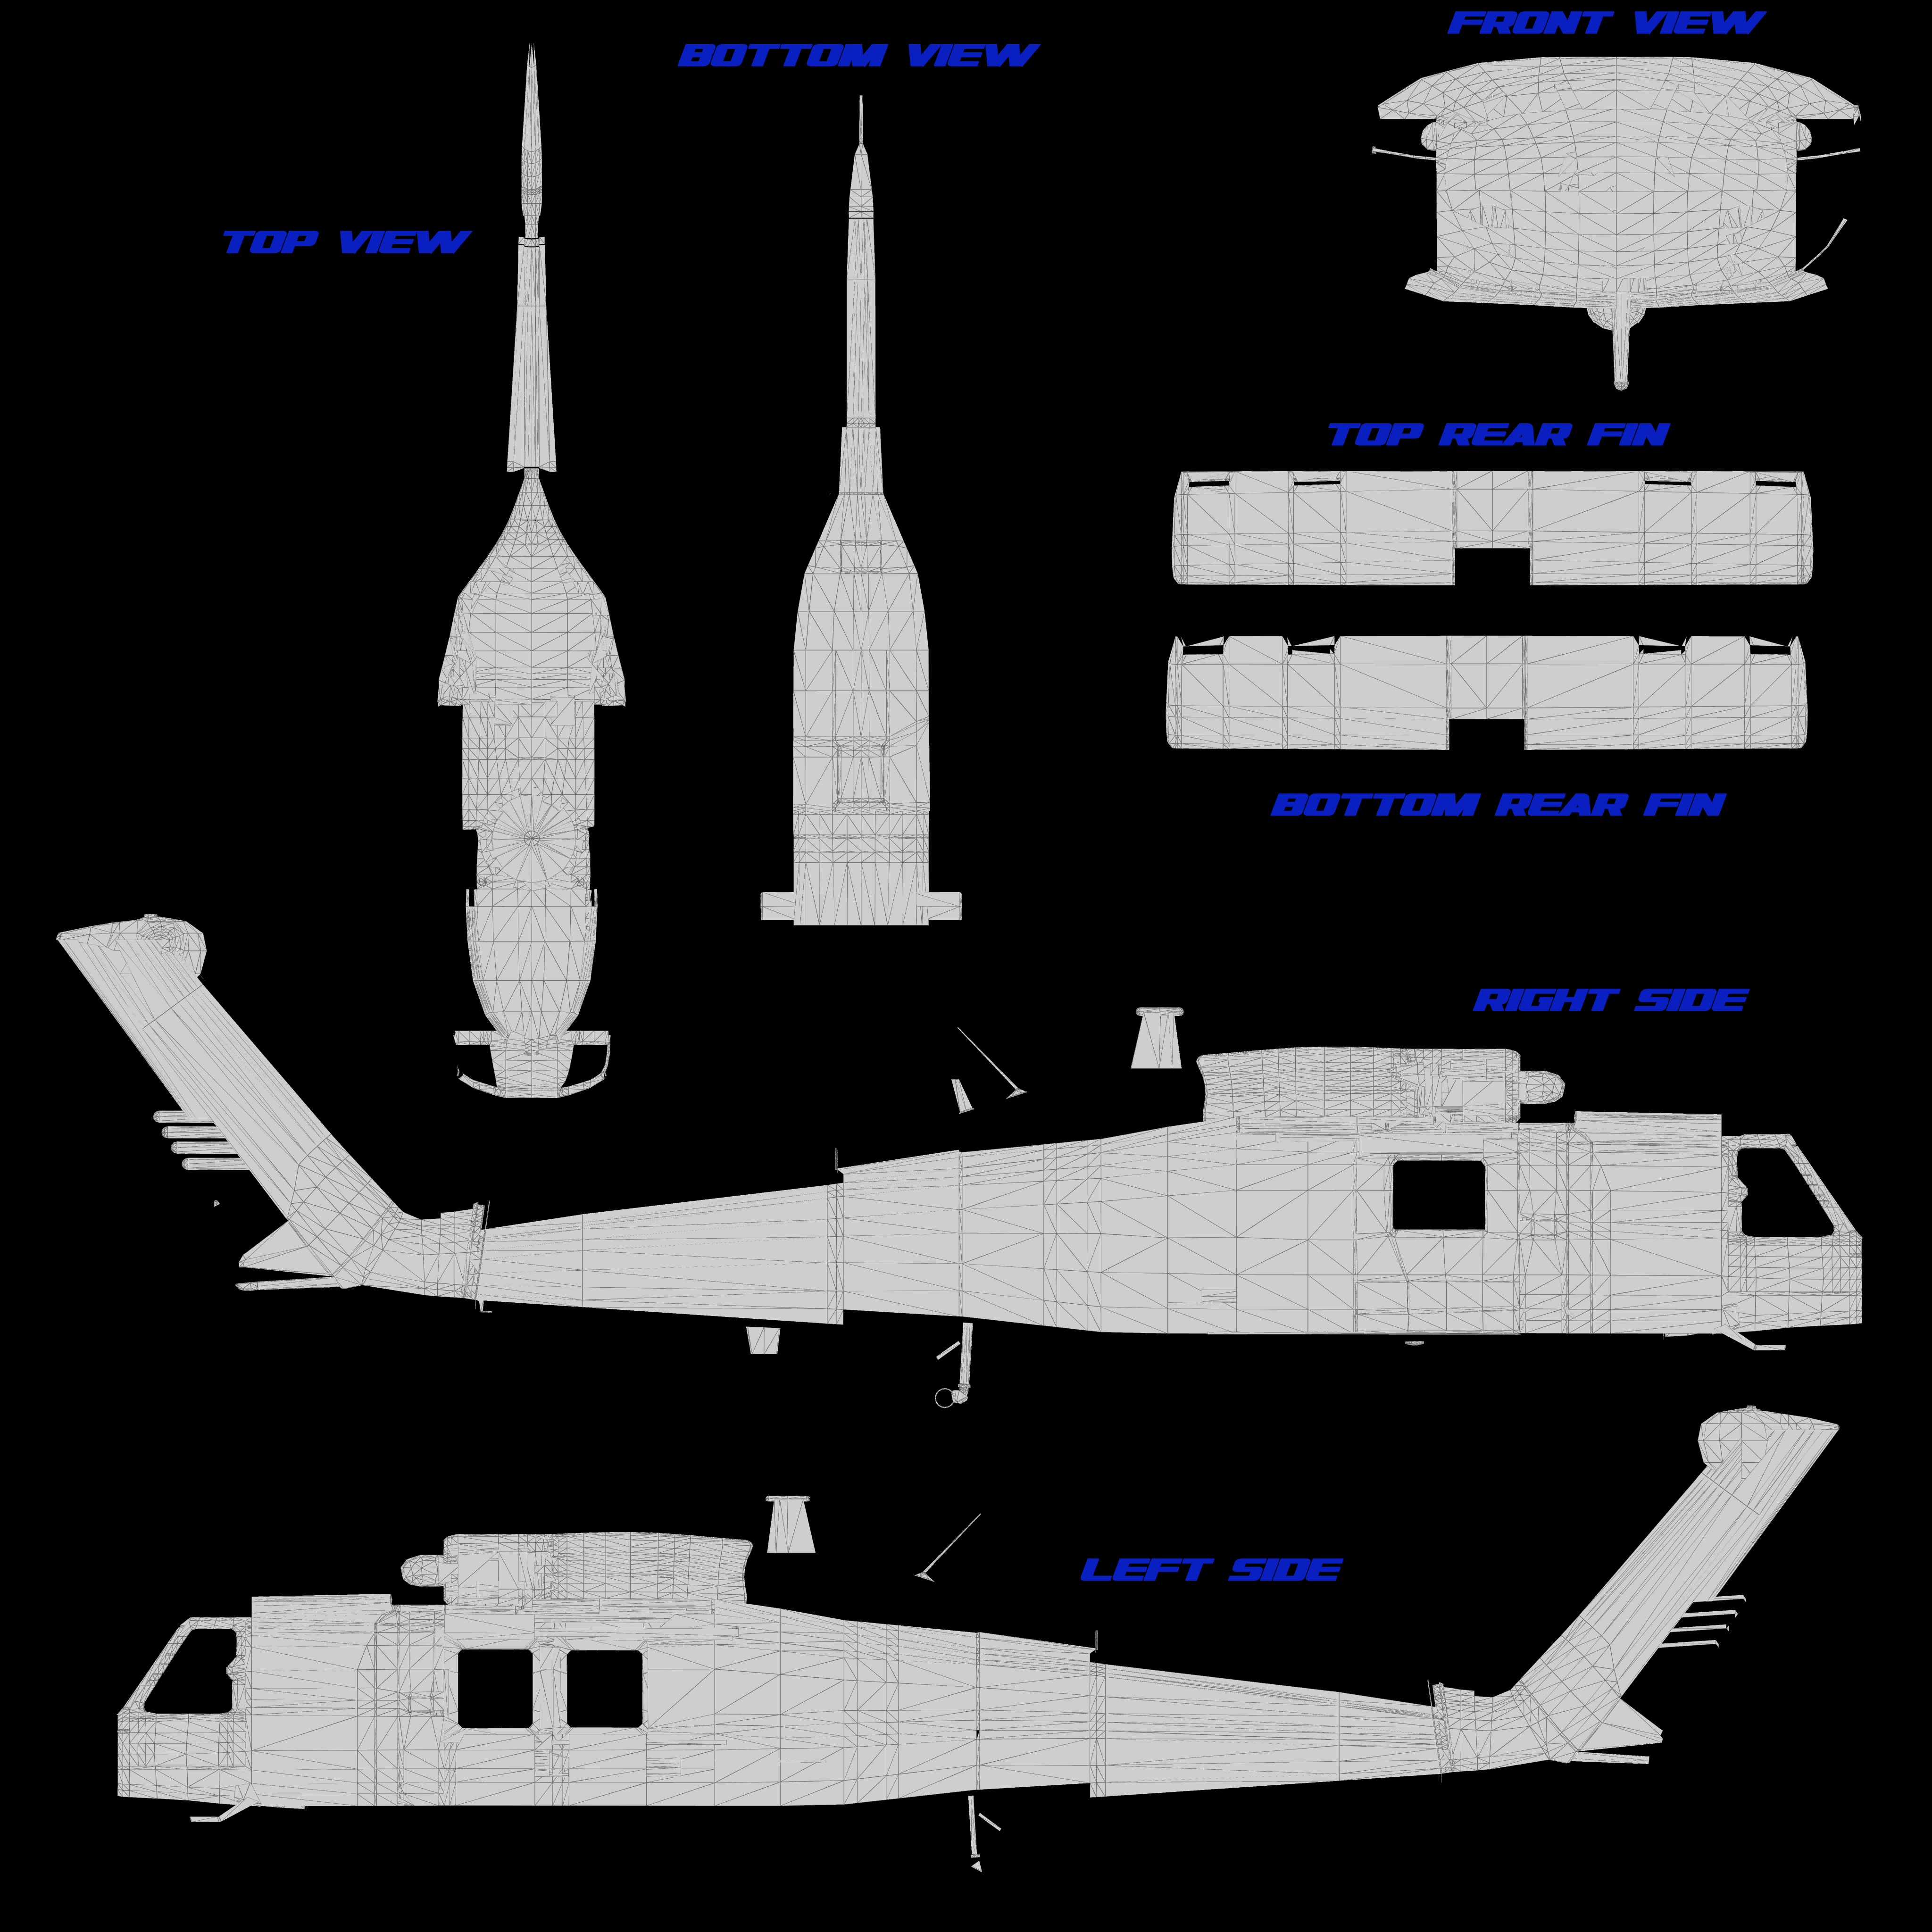 FRONT VIEW
BOTTOM VIEW
TOP VIEW
TOP REAR FIN
BOTTOM REAR FIN
RIGHT SIDE
LEFT SIDE